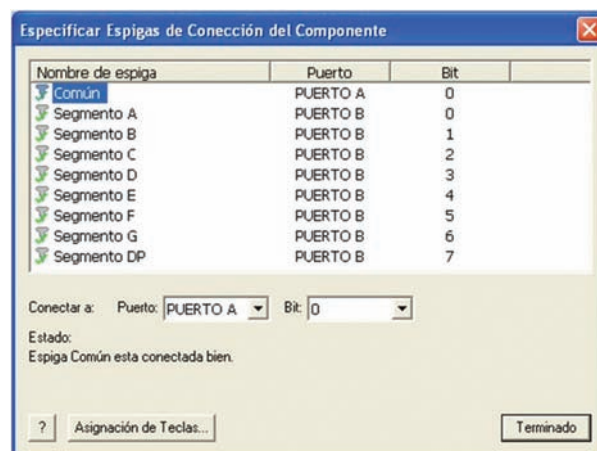 Especificar Espigas de Conección del Componente
Nombre de espiga Puerto Bit
Común PUERTO A 0
Segmento A PUERTO B 0
Segmento B PUERTO B 1
Segmento C PUERTO B 2
Segmento D PUERTO B 3
Segmento E PUERTO B 4
Segmento F PUERTO B 5
Segmento G PUERTO B 6
Segmento DP PUERTO B 7
Conectar a: Puerto: PUERTO A Bit: 0
Estado:
Espiga Común esta conectada bien.
? Asignación de Teclas... Terminado